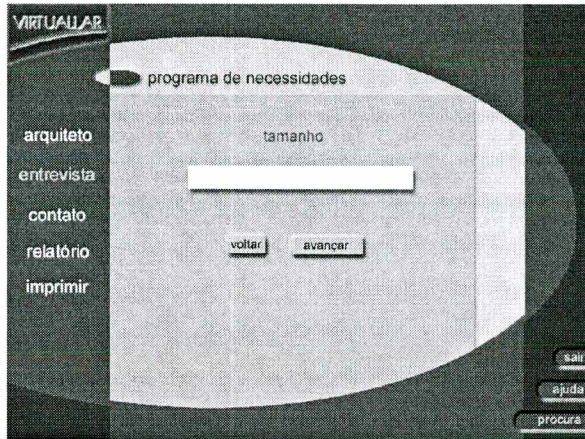 VIRTUALLAR
programa de necessidades
arquiteto
tamanho
entrevista
contato
voltar
avançar
relatório
imprimir
sair
ajuda
procura